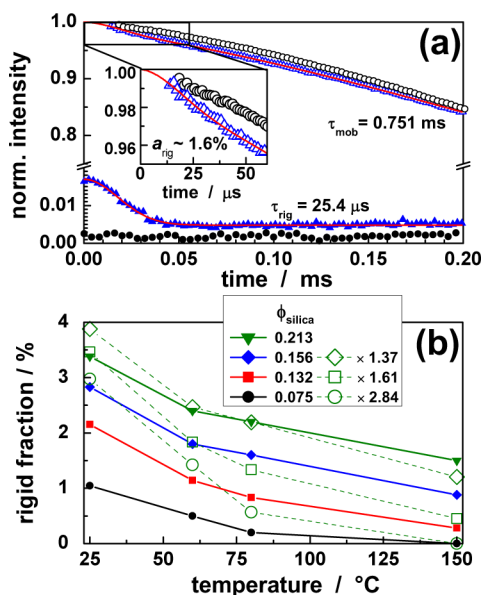 (a)
norm. intensity
1.0
0.9
0.8
0.01
0.00
1.00
0.98
0.96
a_rig ~ 1.6%
0 25 50
time / μs
τ_mob = 0.751 ms
τ_rig = 25.4 μs
0.00 0.05 0.10 0.15 0.20
time / ms
(b)
rigid fraction / %
4
3
2
1
0
ϕ_silica
0.213
0.156 × 1.37
0.132 × 1.61
0.075 × 2.84
25 50 75 100 125 150
temperature / °C